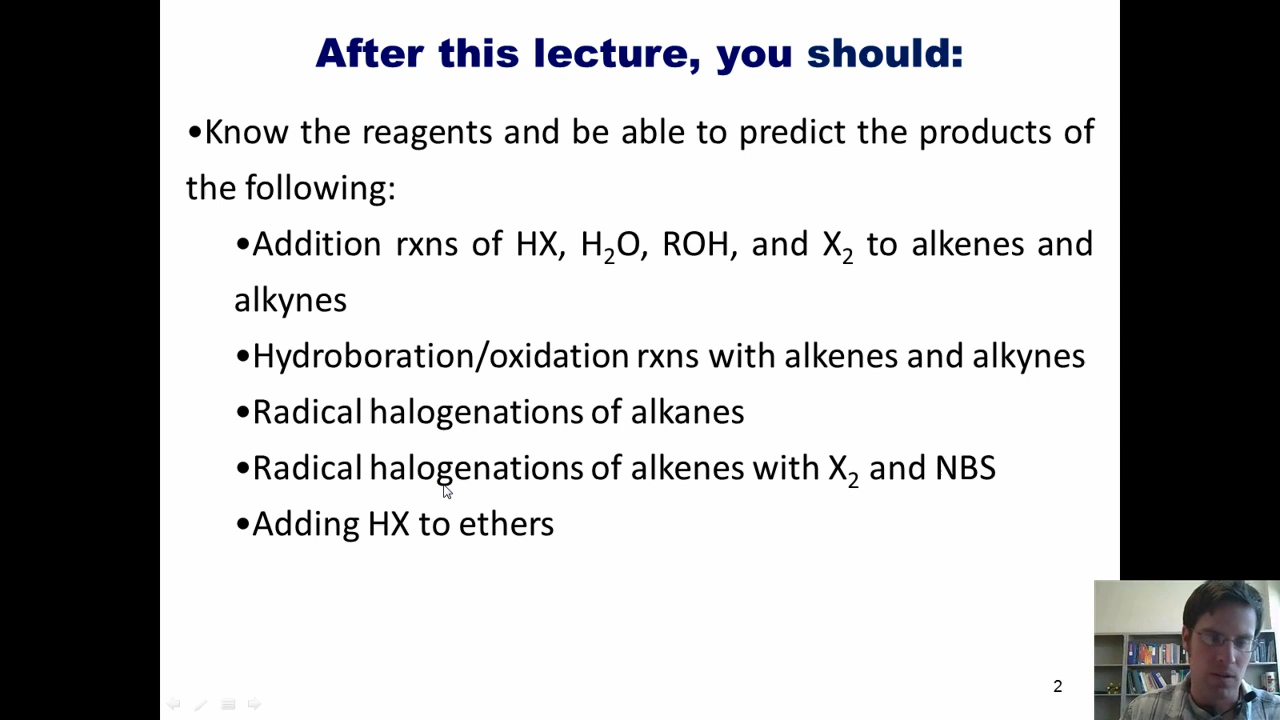 After this lecture, you should:
•Know the reagents and be able to predict the products of
the following:
•Addition rxns of HX, H₂O, ROH, and X₂ to alkenes and
alkynes
•Hydroboration/oxidation rxns with alkenes and alkynes
•Radical halogenations of alkanes
•Radical halogenations of alkenes with X₂ and NBS
•Adding HX to ethers
2